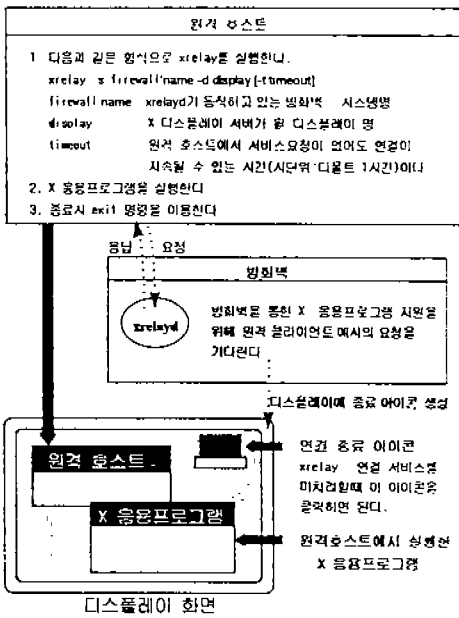 원격 호스트
1 다음과 같은 형식으로 xrelay를 실행한다.
xrelay s firewall name -d display [-t timeout]
firewall name xrelayd가 동작하고 있는 방화벽 시스템명
display X 디스플레이 서버가 될 디스플레이 명
timeout 원격 호스트에서 서비스요청이 없어도 연결이
지속될 수 있는 시간(시단위 디폴트 1시간)이다
2. X 응용프로그램을 실행한다
3. 종료시 exit 명령을 이용한다
응답 요청
방화벽
xrelayd
방화벽을 통한 X 응용프로그램 지원을
위해 원격 클라이언트 에서의 요청을
기다린다
디스플레이에 종료 아이콘 생성
원격 호스트.
X 응용프로그램
연결 종료 아이콘
xrelay 연결 서비스를
마치려할때 이 아이콘을
클릭하면 된다.
원격호스트에서 실행한
X 응용프로그램
디스플레이 화면